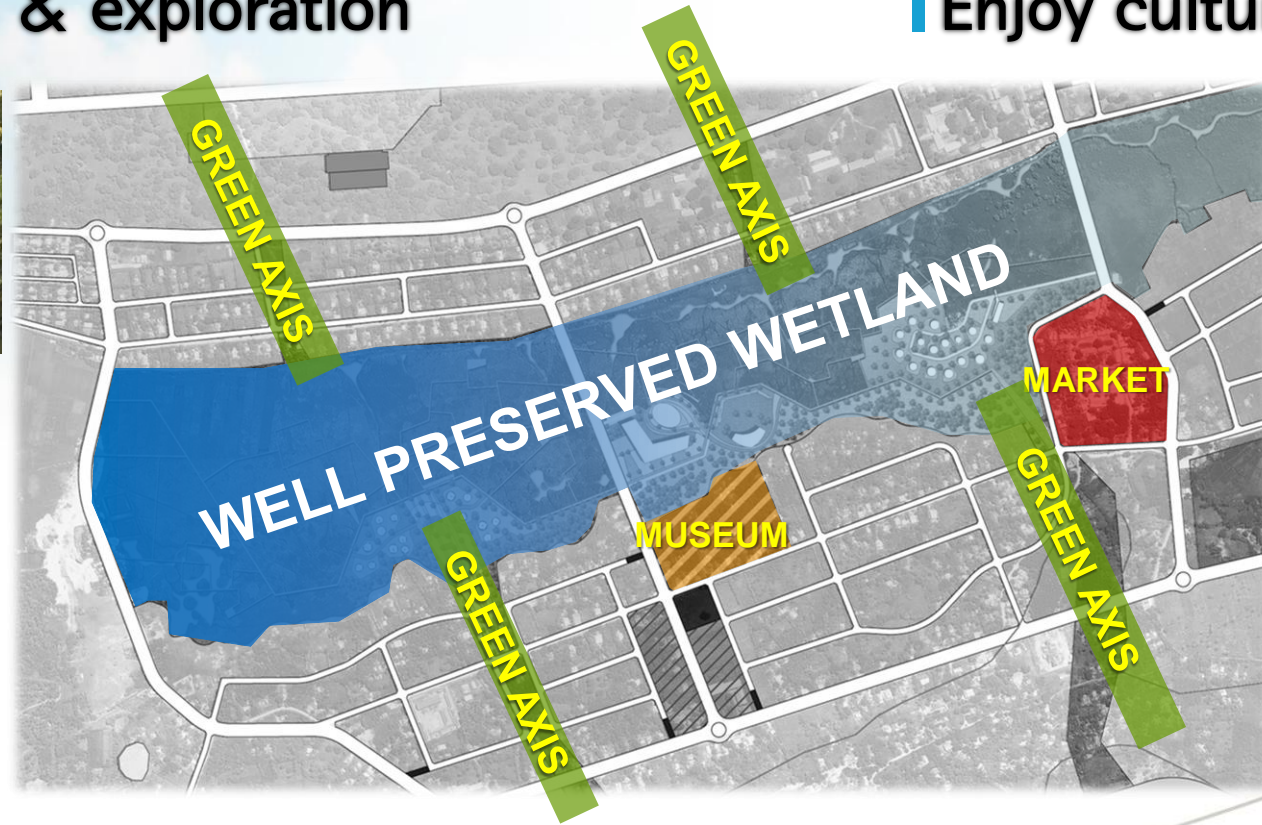 & exploration
Enjoy cultu
GREEN AXIS
GREEN AXIS
WELL PRESERVED WETLAND
MARKET
MUSEUM
GREEN AXIS
GREEN AXIS